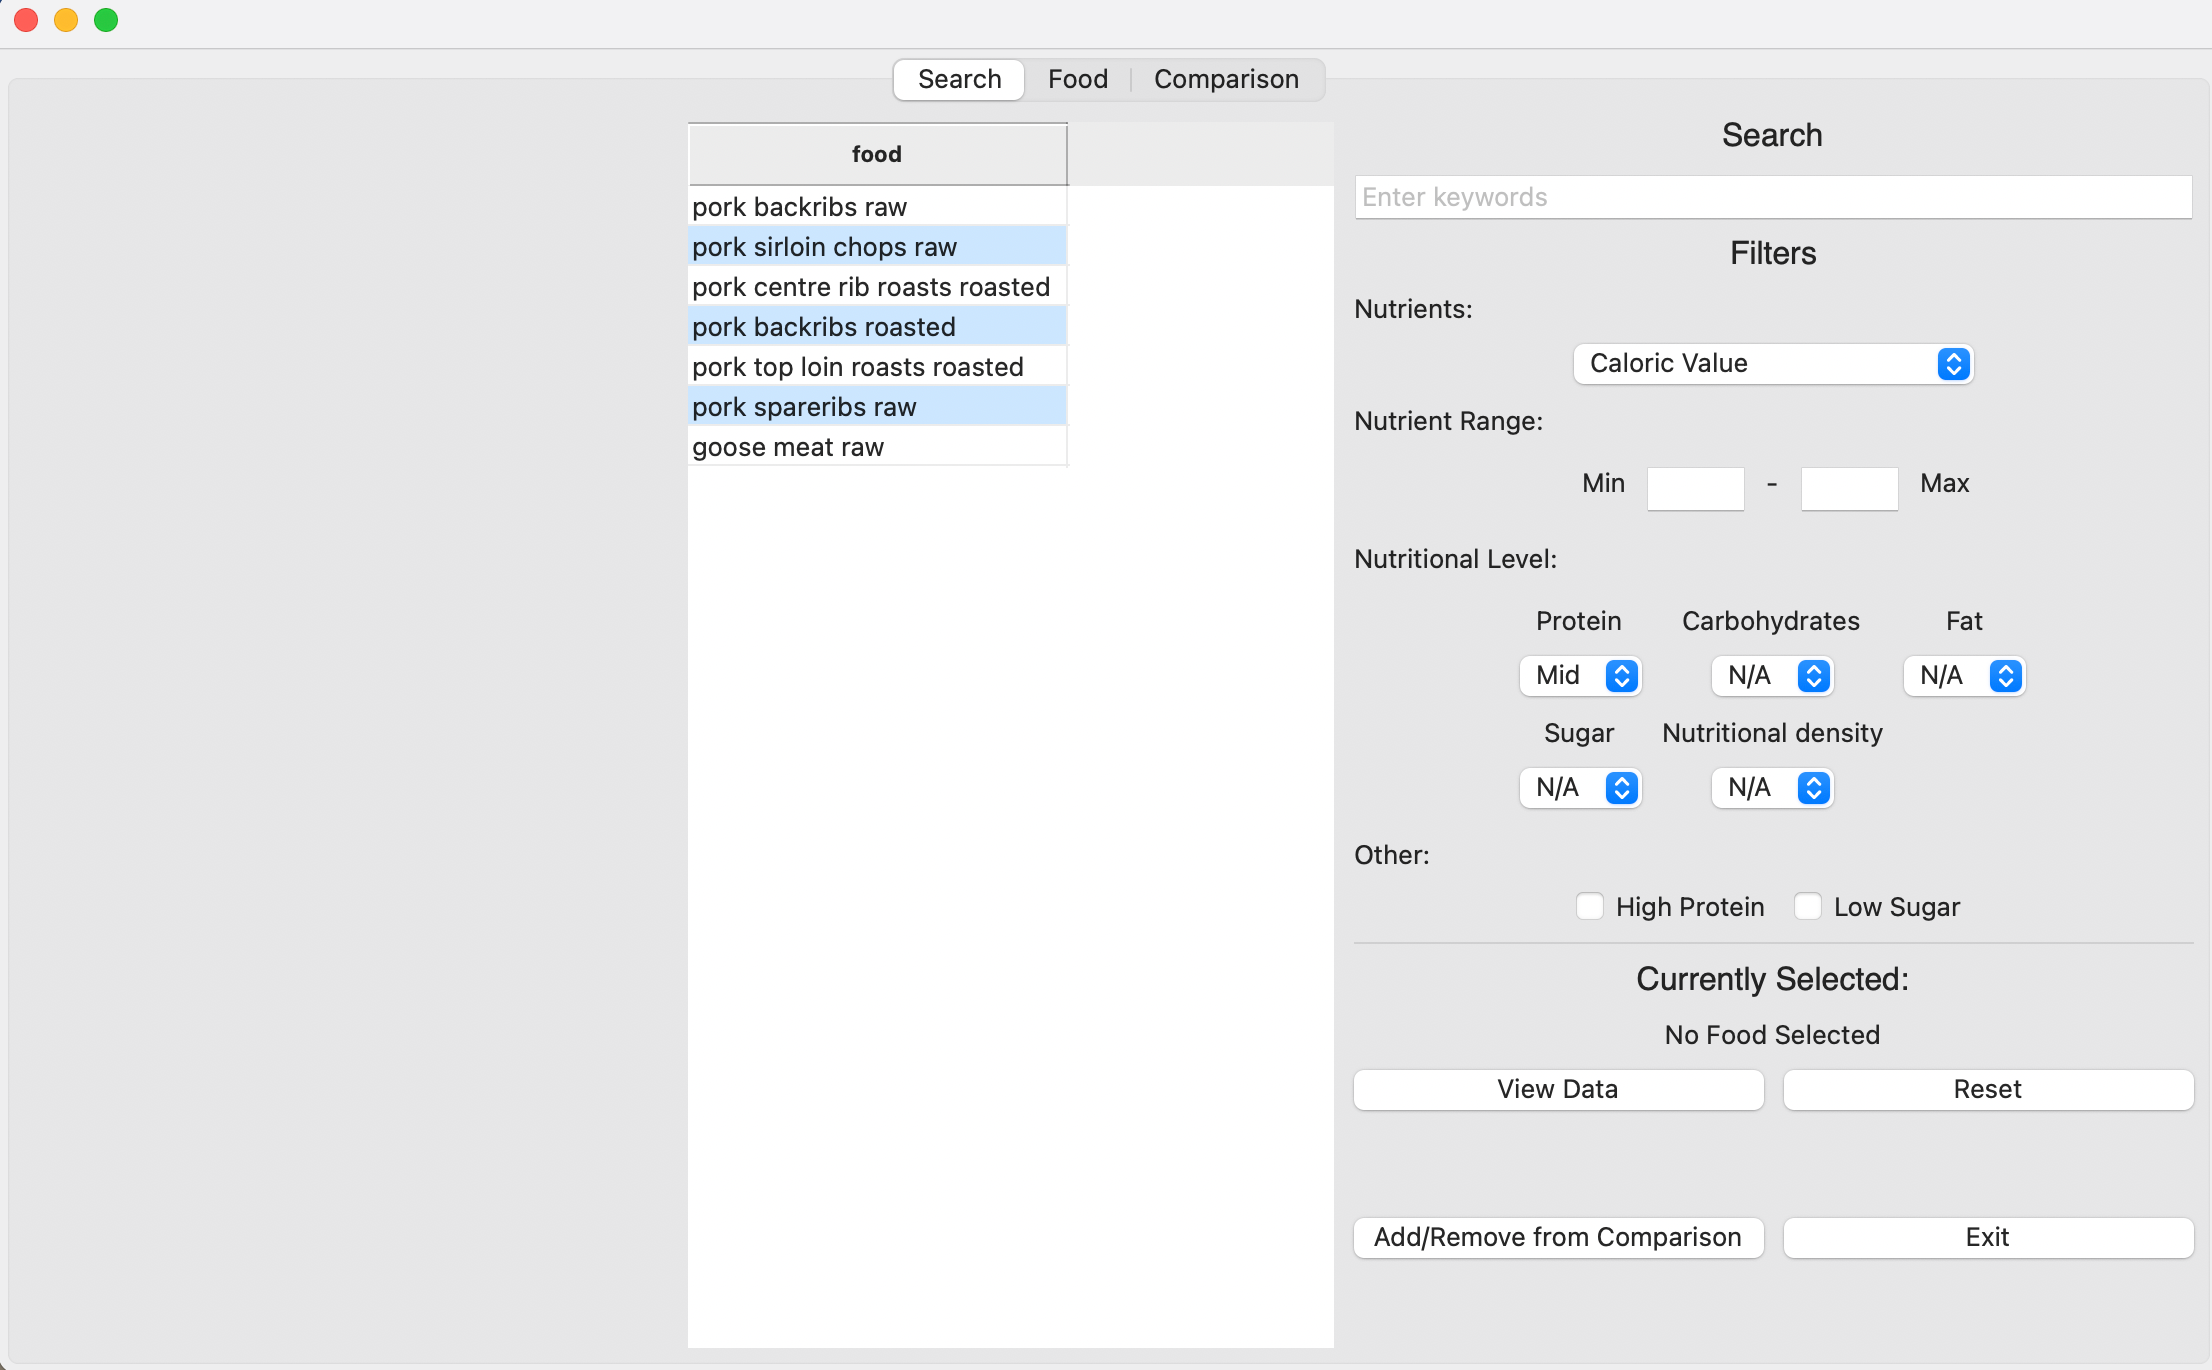 Search Food Comparison
food
pork backribs raw
pork sirloin chops raw
pork centre rib roasts roasted
pork backribs roasted
pork top loin roasts roasted
pork spareribs raw
goose meat raw
Search
Enter keywords
Filters
Nutrients:
Caloric Value
Nutrient Range:
Min - Max
Nutritional Level:
Protein Carbohydrates Fat
Mid N/A N/A
Sugar Nutritional density
N/A N/A
Other:
High Protein Low Sugar
Currently Selected:
No Food Selected
View Data Reset
Add/Remove from Comparison Exit